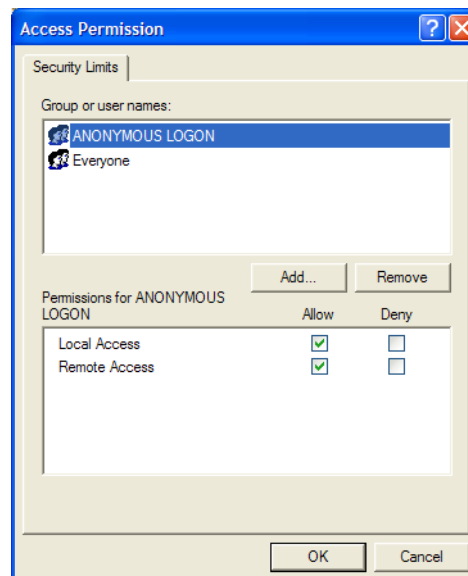 Access Permission
Security Limits
Group or user names:
ANONYMOUS LOGON
Everyone
Add... Remove
Permissions for ANONYMOUS
LOGON Allow Deny
Local Access
Remote Access
OK Cancel